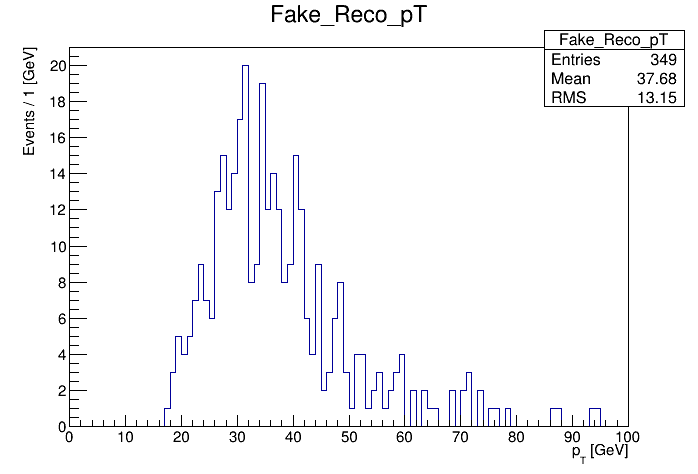 Fake_Reco_pT
Fake_Reco_pT
Entries 349
Mean 37.68
RMS 13.15
Events / 1 [GeV]
20
18
16
14
12
10
8
6
4
2
0
0 10 20 30 40 50 60 70 80 90 100
p_T [GeV]